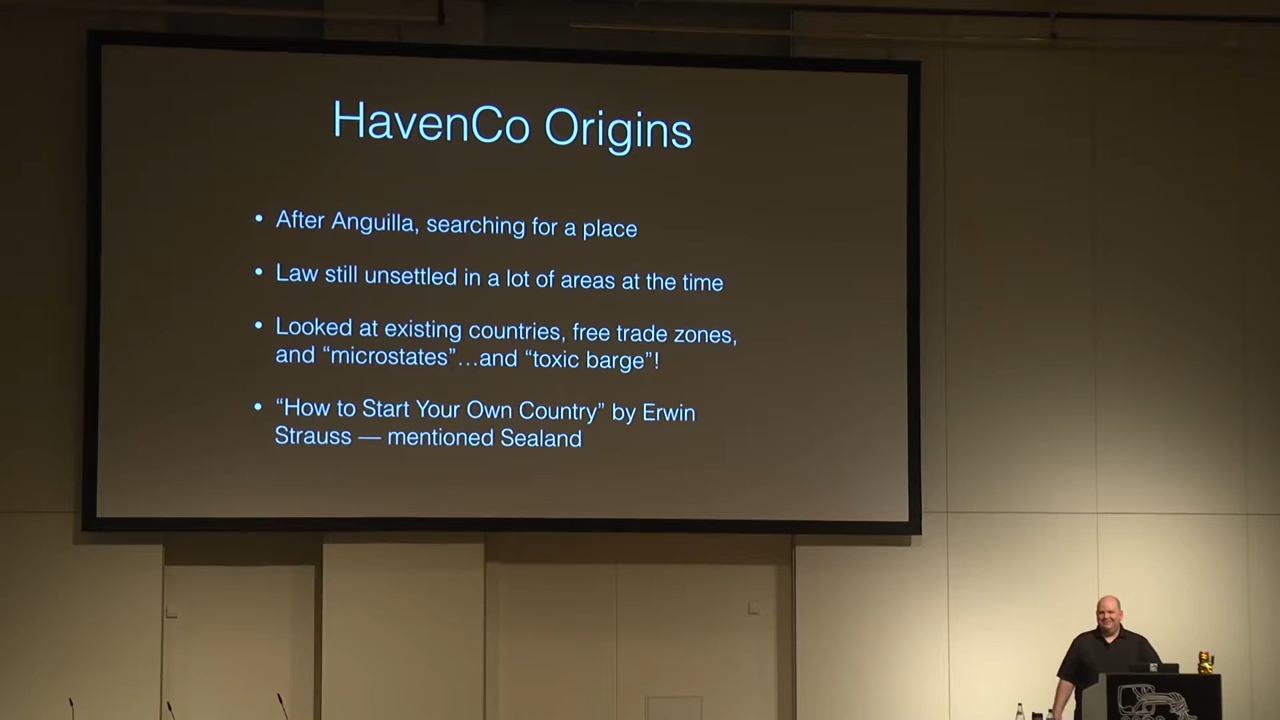 HavenCo Origins
• After Anguilla, searching for a place
• Law still unsettled in a lot of areas at the time
• Looked at existing countries, free trade zones,
and “microstates”…and “toxic barge”!
• “How to Start Your Own Country” by Erwin
Strauss — mentioned Sealand